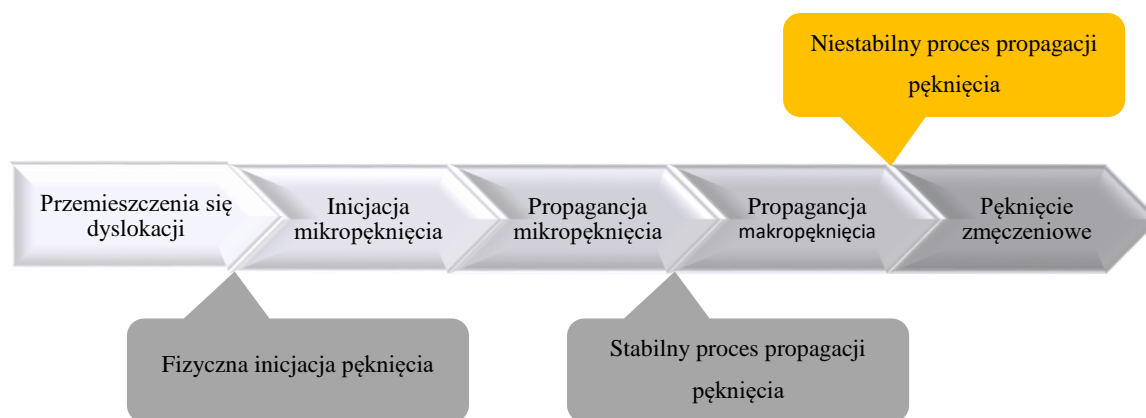 Niestabilny proces propagacji
pęknięcia
Przemieszczenia się
dyslokacji
Inicjacja
mikropęknięcia
Propagancja
mikropęknięcia
Propagancja
makropęknięcia
Pęknięcie
zmęczeniowe
Fizyczna inicjacja pęknięcia
Stabilny proces propagacji
pęknięcia